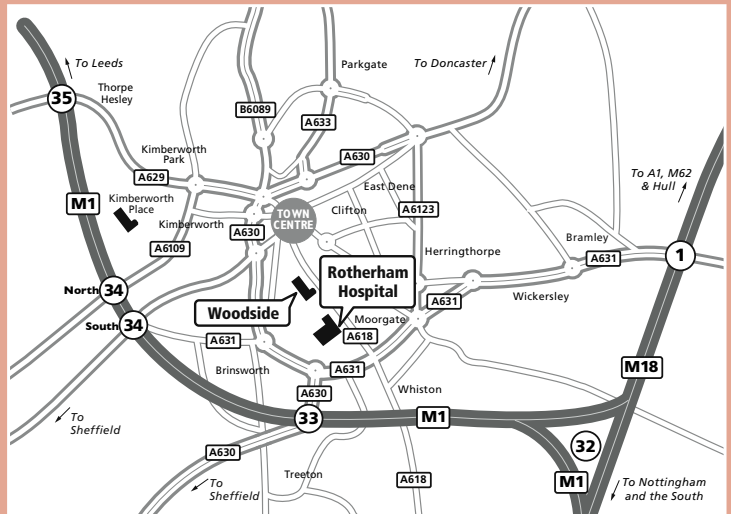 To Leeds
Parkgate
To Doncaster
35
Thorpe
Hesley
B6089
A633
Kimberworth
Park
A630
A629
East Dene
To A1, M62
& Hull
M1
Kimberworth
Place
Kimberworth
A630
TOWN
CENTRE
Clifton
A6123
A6109
Herringthorpe
Bramley
A631
1
North
34
Rotherham
Hospital
A631
Wickersley
Woodside
South
34
Moorgate
A618
A631
Brinsworth
A631
M18
A630
Whiston
33
M1
To
Sheffield
32
A630
Treeton
A618
M1
To
Sheffield
To Nottingham
and the South